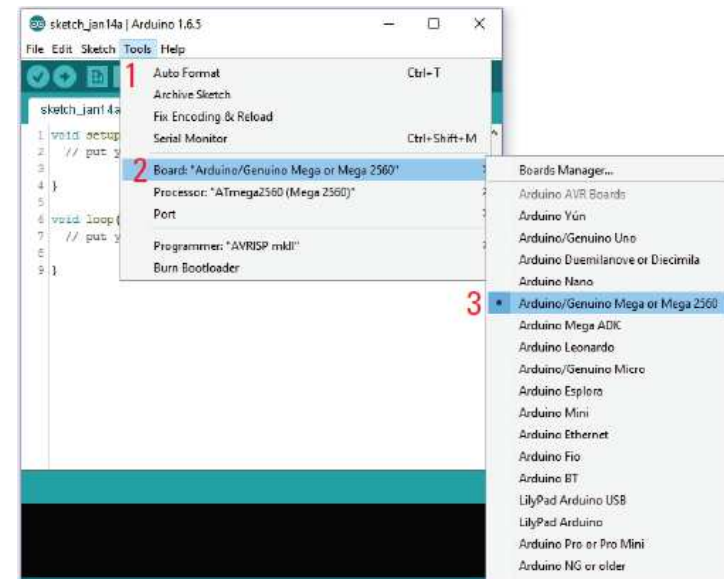 sketch_jan14a | Arduino 1.6.5
File Edit Sketch Tools Help
1
Auto Format Ctrl+T
Archive Sketch
sketch_jan14a
Fix Encoding & Reload
1 void setup
Serial Monitor Ctrl+Shift+M
2 // put y
3
2
Board: "Arduino/Genuino Mega or Mega 2560"
Boards Manager...
4 }
Processor: "ATmega2560 (Mega 2560)"
Arduino AVR Boards
5
Port
Arduino Yún
6 void loop(
7 // put y
Programmer: "AVRISP mkII"
Arduino/Genuino Uno
8
Burn Bootloader
Arduino Duemilanove or Diecimila
9 }
Arduino Nano
3
Arduino/Genuino Mega or Mega 2560
Arduino Mega ADK
Arduino Leonardo
Arduino/Genuino Micro
Arduino Esplora
Arduino Mini
Arduino Ethernet
Arduino Fio
Arduino BT
LilyPad Arduino USB
LilyPad Arduino
Arduino Pro or Pro Mini
Arduino NG or older